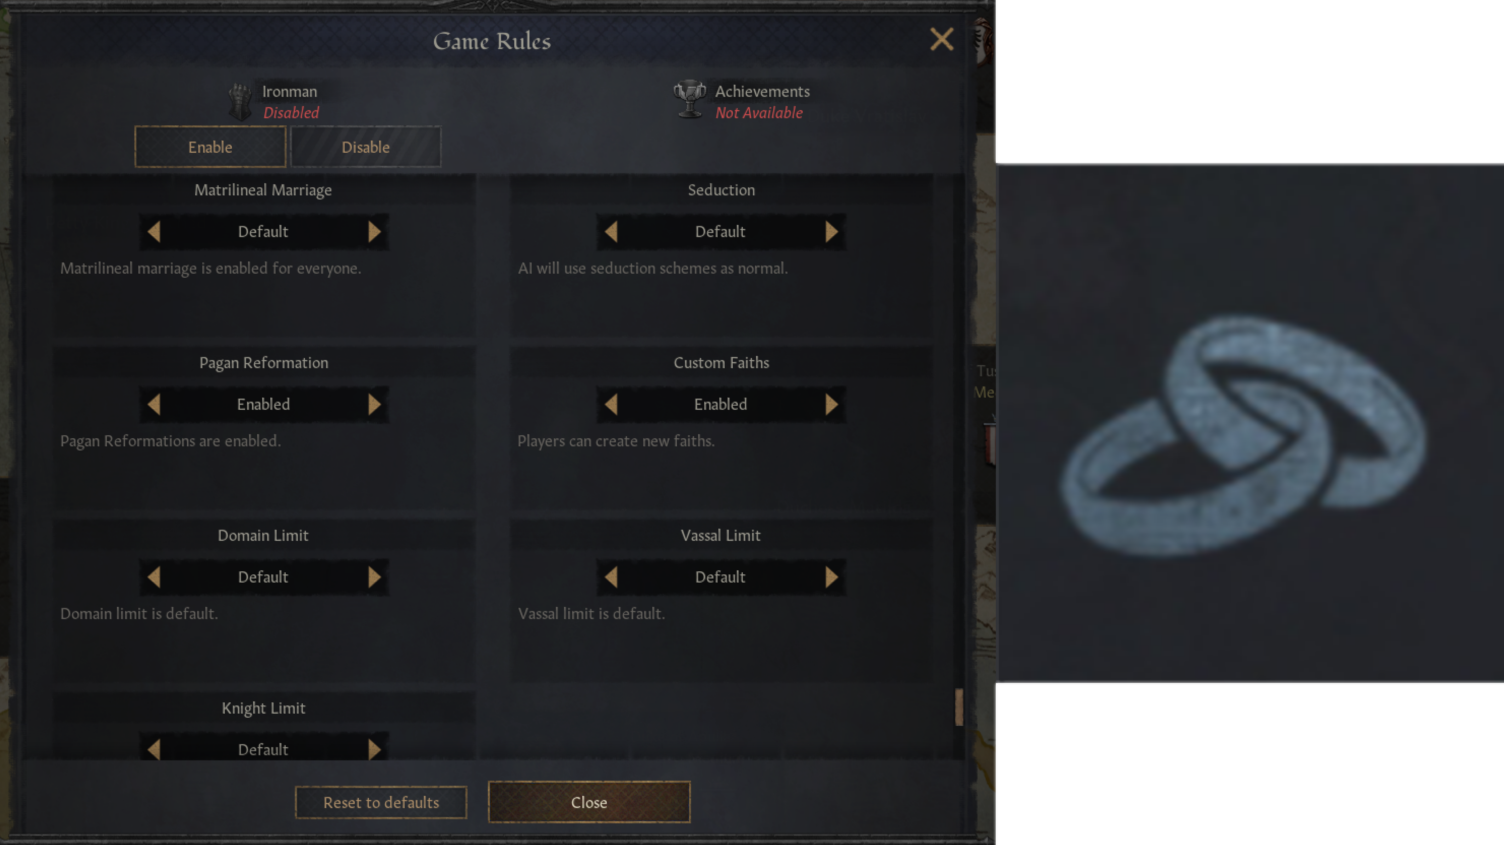 Game Rules
Ironman
Disabled
Achievements
Not Available
Enable
Disable
Matrilineal Marriage
Default
Matrilineal marriage is enabled for everyone.
Seduction
Default
AI will use seduction schemes as normal.
Pagan Reformation
Enabled
Pagan Reformations are enabled.
Custom Faiths
Enabled
Players can create new faiths.
Domain Limit
Default
Domain limit is default.
Vassal Limit
Default
Vassal limit is default.
Knight Limit
Default
Reset to defaults
Close